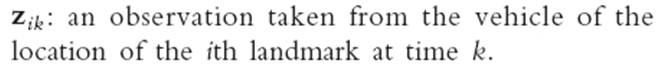 z_ik: an observation taken from the vehicle of the
location of the ith landmark at time k.